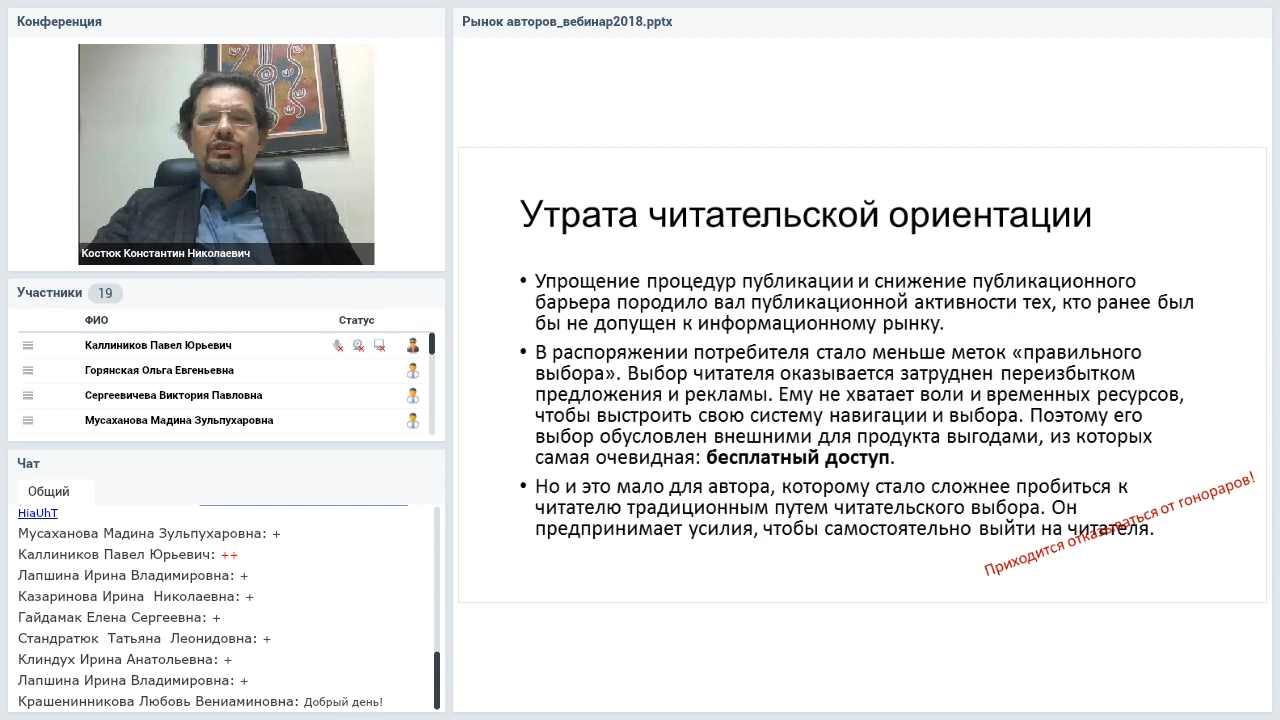 Конференция
Костюк Константин Николаевич
Участники 19
ФИО Статус
Каллиников Павел Юрьевич
Горянская Ольга Евгеньевна
Сергеевичева Виктория Павловна
Мусаханова Мадина Зульпухаровна
Чат
Общий
HiaUhT
Мусаханова Мадина Зульпухаровна: +
Каллиников Павел Юрьевич: ++
Лапшина Ирина Владимировна: +
Казаринова Ирина Николаевна: +
Гайдамак Елена Сергеевна: +
Стандратюк Татьяна Леонидовна: +
Клиндух Ирина Анатольевна: +
Лапшина Ирина Владимировна: +
Крашенинникова Любовь Вениаминовна: Добрый день!
Рынок авторов_вебинар2018.pptx
Утрата читательской ориентации
• Упрощение процедур публикации и снижение публикационного
барьера породило вал публикационной активности тех, кто ранее был
бы не допущен к информационному рынку.
• В распоряжении потребителя стало меньше меток «правильного
выбора». Выбор читателя оказывается затруднен переизбытком
предложения и рекламы. Ему не хватает воли и временных ресурсов,
чтобы выстроить свою систему навигации и выбора. Поэтому его
выбор обусловлен внешними для продукта выгодами, из которых
самая очевидная: бесплатный доступ.
• Но и это мало для автора, которому стало сложнее пробиться к
читателю традиционным путем читательского выбора. Он
предпринимает усилия, чтобы самостоятельно выйти на читателя.
Приходится отказываться от гонораров!